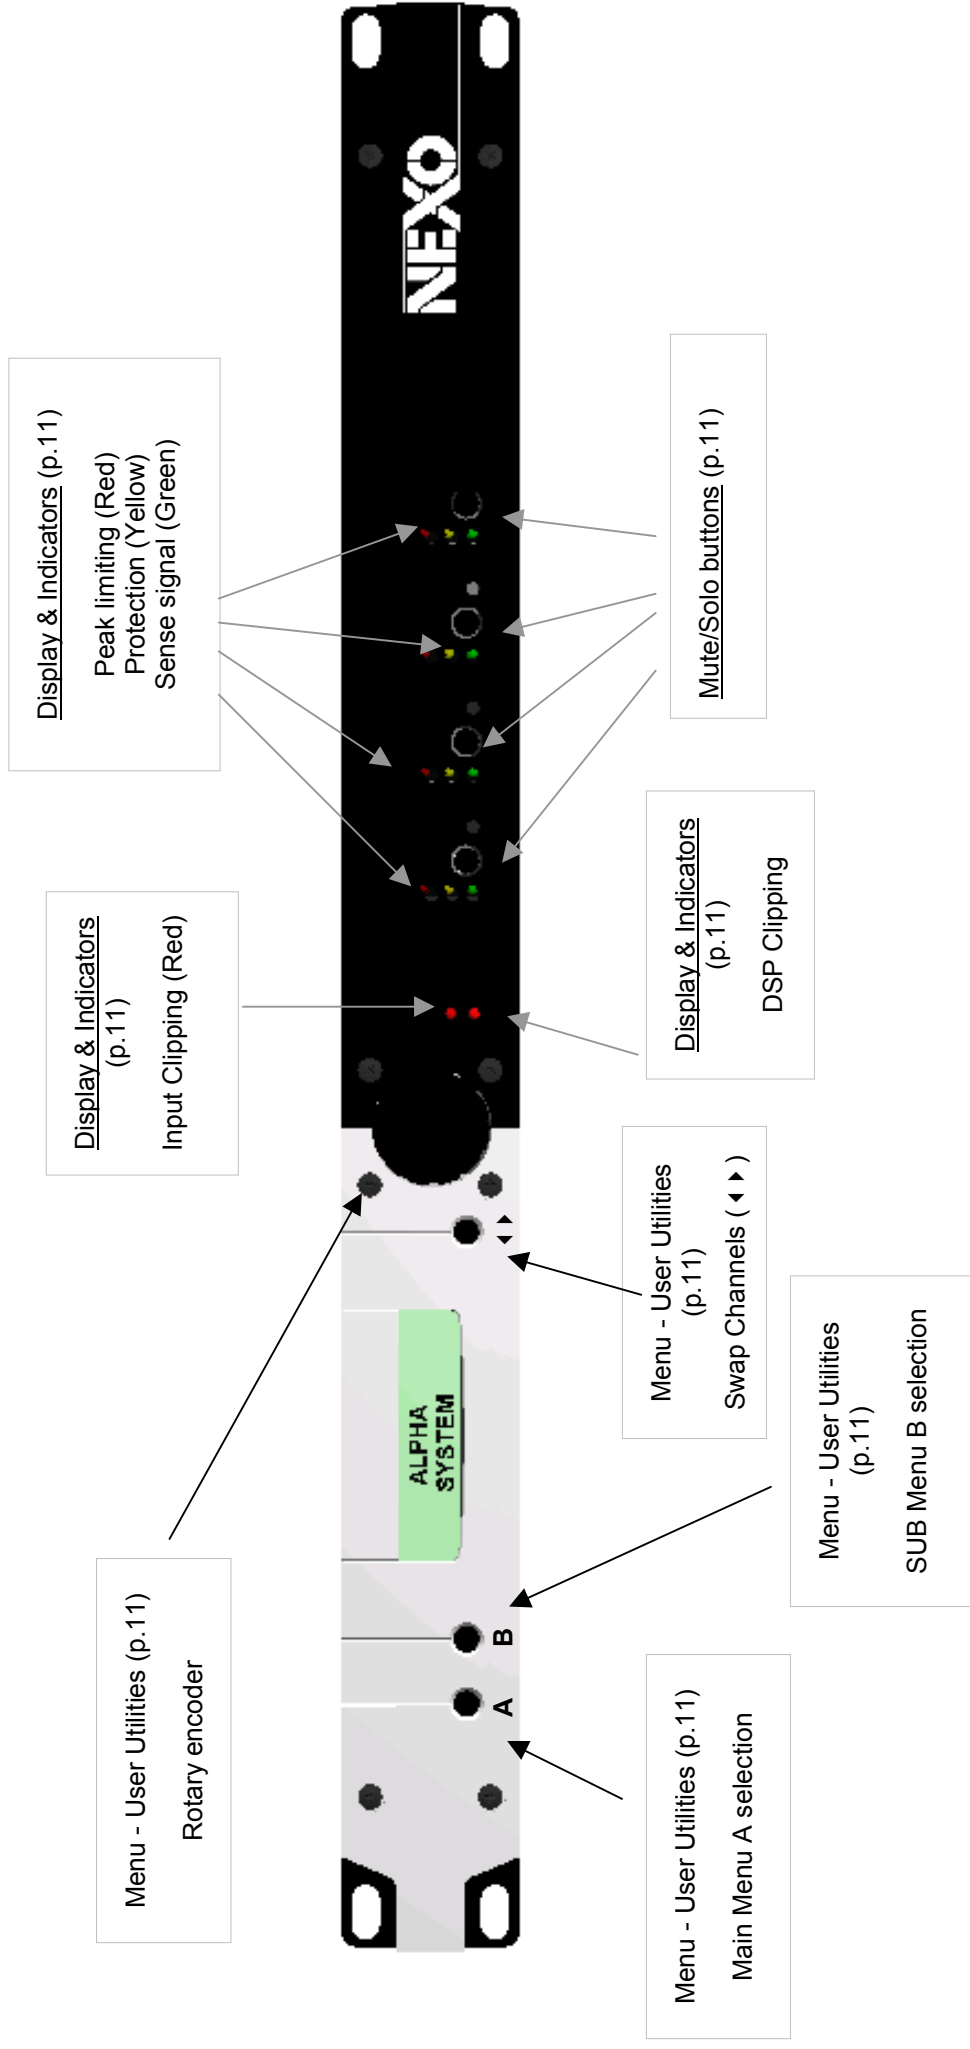 Menu - User Utilities (p.11)
Rotary encoder
Display & Indicators
(p.11)
Input Clipping (Red)
Display & Indicators (p.11)
Peak limiting (Red)
Protection (Yellow)
Sense signal (Green)
ALPHA
SYSTEM
NEXO
A
B
◄ ►
Menu - User Utilities (p.11)
Main Menu A selection
Menu - User Utilities
(p.11)
SUB Menu B selection
Menu - User Utilities
(p.11)
Swap Channels (◄ ►)
Display & Indicators
(p.11)
DSP Clipping
Mute/Solo buttons (p.11)